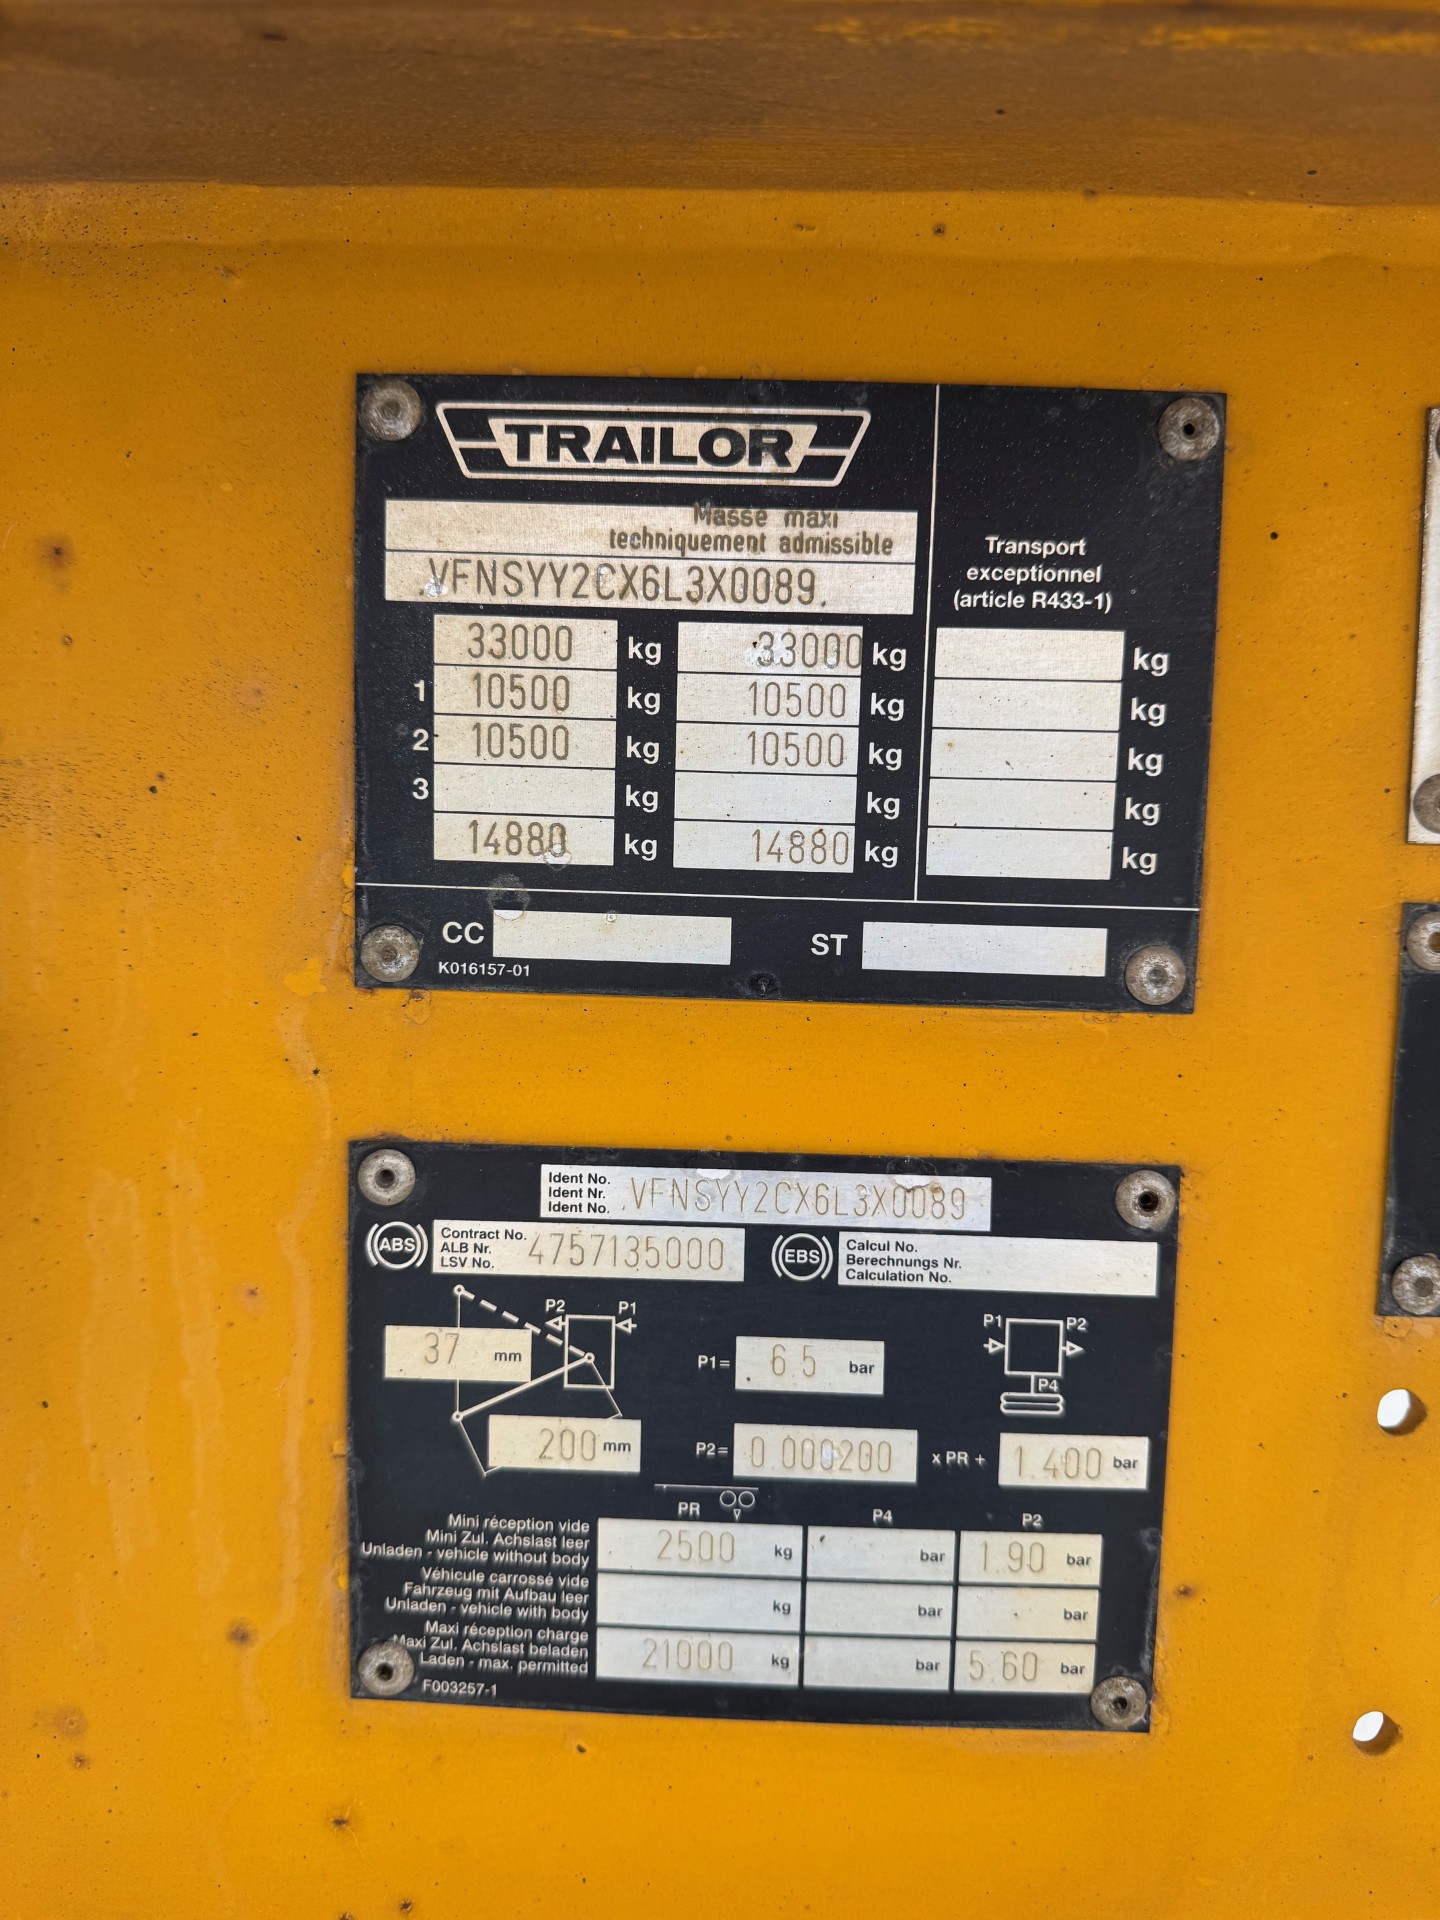 TRAILOR
Masse maxi
techniquement admissible
VFNSYY2CX6L3X0089
Transport
exceptionnel
(article R433-1)
33000 kg 33000 kg kg
1 10500 kg 10500 kg kg
2 10500 kg 10500 kg kg
3 kg kg kg
14880 kg 14880 kg kg
CC ST
K016157-01
Ident No.
Ident Nr. VFNSYY2CX6L3X0089
Ident No.
ABS
Contract No.
ALB Nr. 4757135000
LSV No.
EBS
Calcul No.
Berechnungs Nr.
Calculation No.
P2 P1
37 mm
200 mm
P1= 6.5 bar
P1 P2
P4
P2= 0.000200 x PR + 1.400 bar
PR P4 P2
Mini réception vide
Mini Zul. Achslast leer
Unladen - vehicle without body
2500 kg bar 1.90 bar
Véhicule carrossé vide
Fahrzeug mit Aufbau leer
Unladen - vehicle with body
kg bar . bar
Maxi réception charge
Maxi Zul. Achslast beladen
Laden - max. permitted
21000 kg bar 5.60 bar
F003257-1